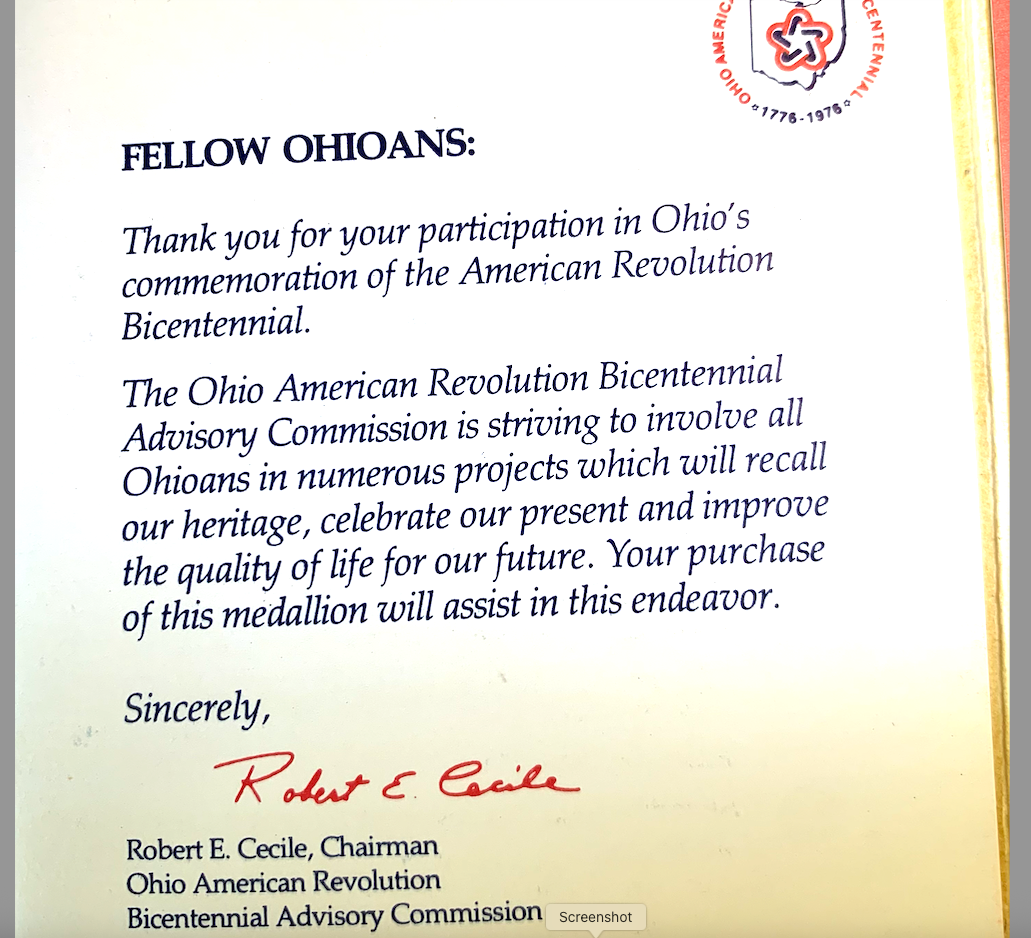 OHIO AMERIC
CENTENNIAL
☆1776-1976☆
FELLOW OHIOANS:
Thank you for your participation in Ohio's
commemoration of the American Revolution
Bicentennial.
The Ohio American Revolution Bicentennial
Advisory Commission is striving to involve all
Ohioans in numerous projects which will recall
our heritage, celebrate our present and improve
the quality of life for our future. Your purchase
of this medallion will assist in this endeavor.
Sincerely,
Robert E. Cecile
Robert E. Cecile, Chairman
Ohio American Revolution
Bicentennial Advisory Commission
Screenshot